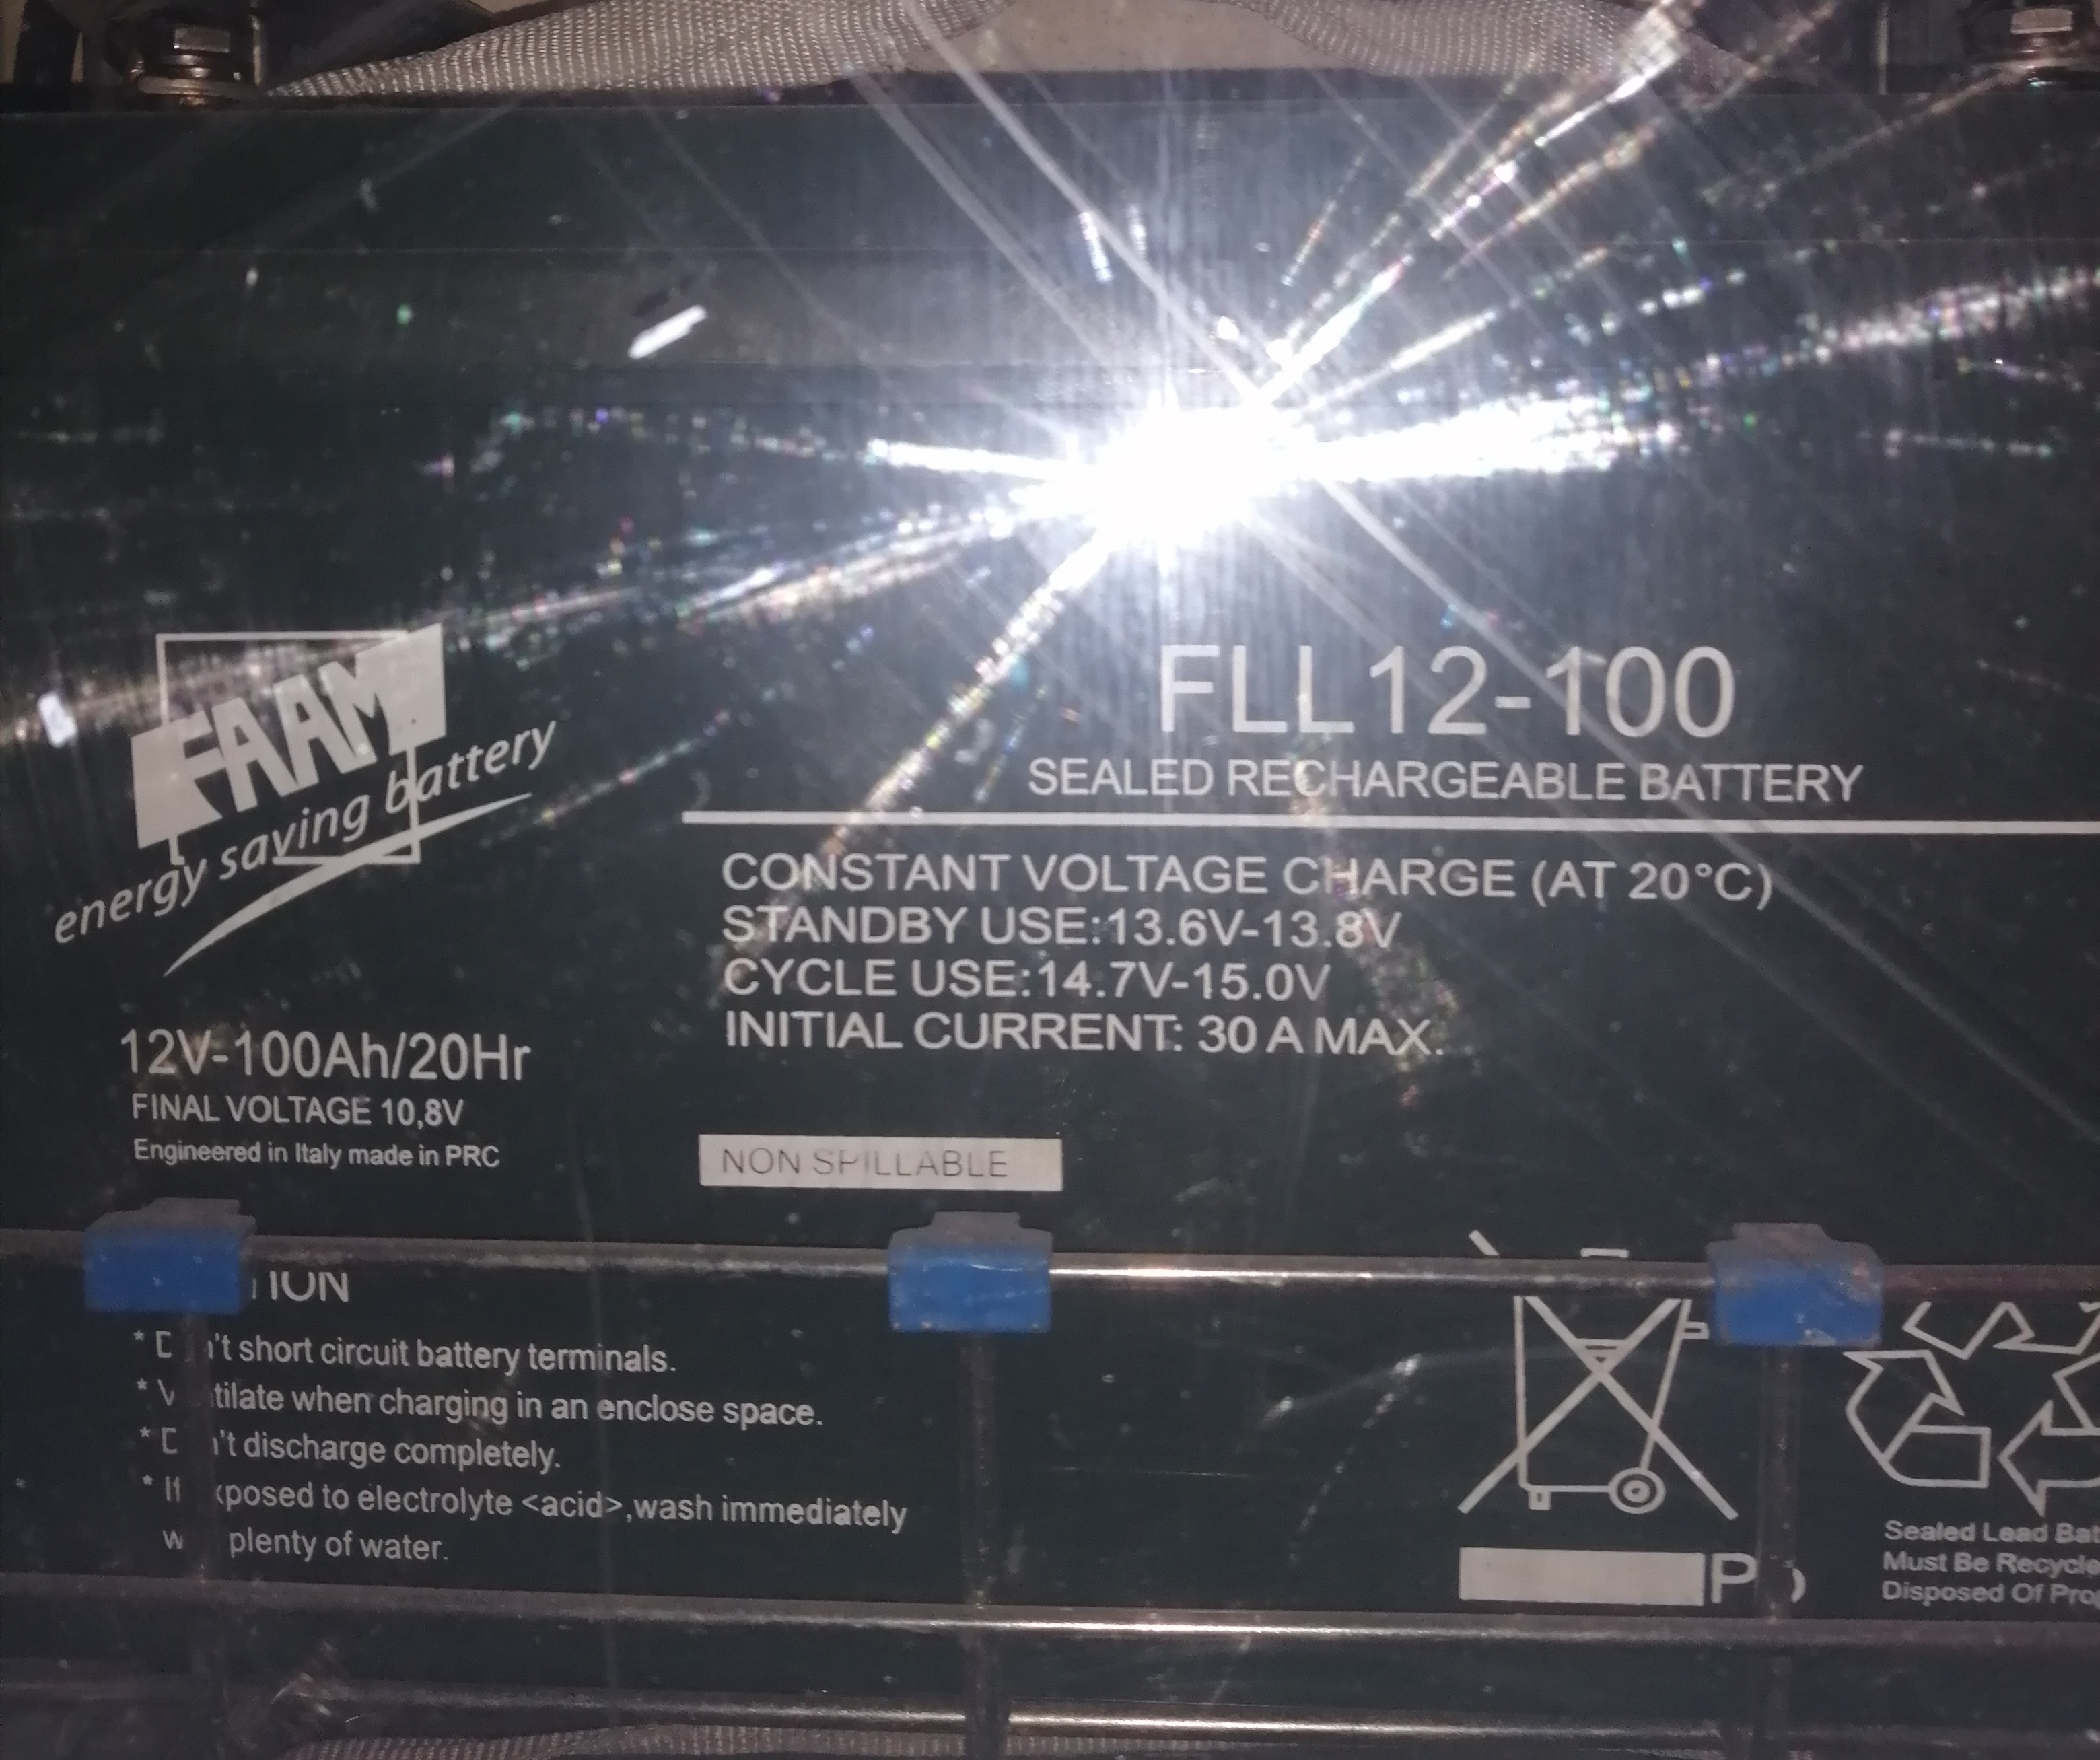 FAAM
energy saving battery
FLL12-100
SEALED RECHARGEABLE BATTERY
CONSTANT VOLTAGE CHARGE (AT 20°C)
STANDBY USE:13.6V-13.8V
CYCLE USE:14.7V-15.0V
INITIAL CURRENT: 30 A MAX.
12V-100Ah/20Hr
FINAL VOLTAGE 10,8V
Engineered in Italy made in PRC
NON SPILLABLE
* short circuit battery terminals.
* when charging in an enclose space.
* discharge completely.
* to electrolyte <acid>,wash immediately
plenty of water.
Sealed Lead
Must Be
Disposed Of